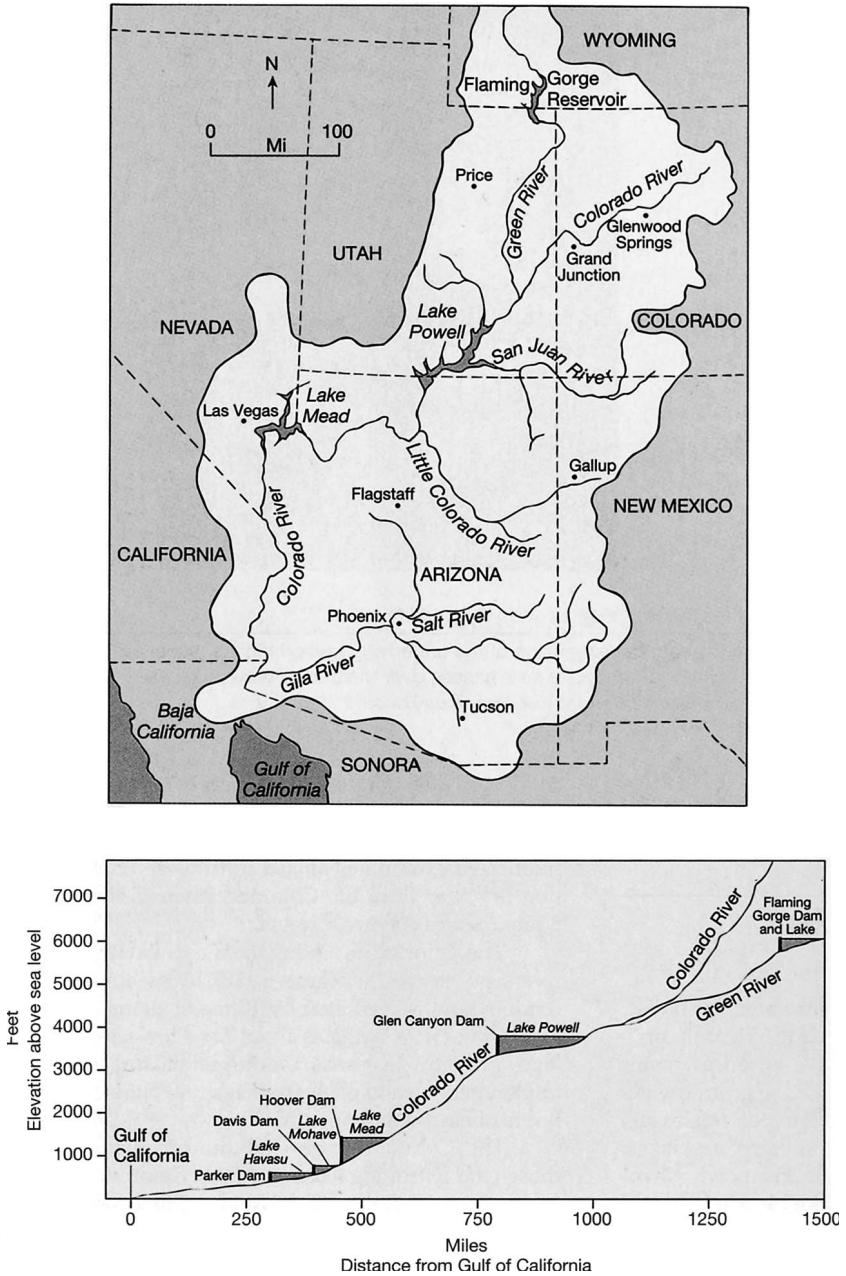 WYOMING
N
Flaming
Gorge
Reservoir
0
100
Mi
Price
Green River
Colorado River
Glenwood
Springs
Grand
Junction
UTAH
Lake
Powell
COLORADO
NEVADA
San Juan River
Las Vegas
Lake
Mead
Little Colorado River
Gallup
Flagstaff
NEW MEXICO
Colorado River
CALIFORNIA
ARIZONA
Phoenix
Salt River
Gila River
Baja
California
Tucson
Gulf of
California
SONORA
Feet
Elevation above sea level
7000
6000
5000
4000
3000
2000
1000
Colorado River
Flaming
Gorge Dam
and Lake
Green River
Glen Canyon Dam
Lake Powell
Colorado River
Hoover Dam
Lake
Mead
Davis Dam
Lake
Mohave
Lake
Havasu
Parker Dam
Gulf of
California
0
250
500
750
1000
1250
1500
Miles
Distance from Gulf of California